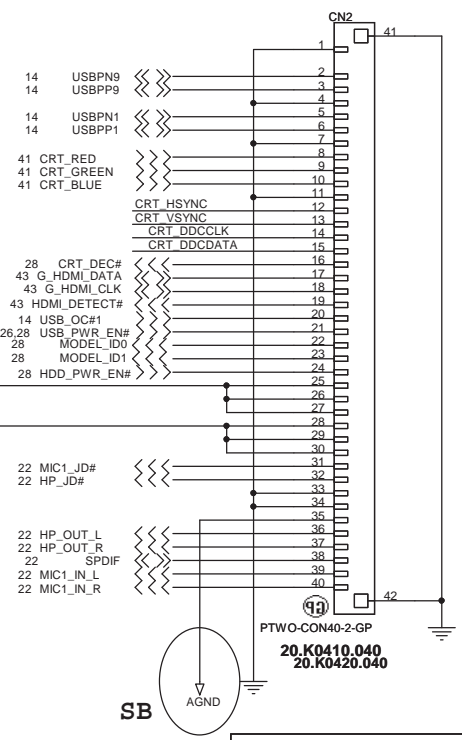 CN2
41
1
14 USBPN9 2
14 USBPP9 3
4
14 USBPN1 5
14 USBPP1 6
7
41 CRT_RED 8
41 CRT_GREEN 9
41 CRT_BLUE 10
11
CRT_HSYNC 12
CRT_VSYNC 13
CRT_DDCCLK 14
CRT_DDCDATA 15
28 CRT_DEC# 16
43 G_HDMI_DATA 17
43 G_HDMI_CLK 18
43 HDMI_DETECT# 19
14 USB_OC#1 20
26,28 USB_PWR_EN# 21
28 MODEL_ID0 22
28 MODEL_ID1 23
28 HDD_PWR_EN# 24
25
26
27
28
29
30
22 MIC1_JD# 31
22 HP_JD# 32
33
34
35
22 HP_OUT_L 36
22 HP_OUT_R 37
22 SPDIF 38
22 MIC1_IN_L 39
22 MIC1_IN_R 40
GP
42
PTWO-CON40-2-GP
20.K0410.040
20.K0420.040
SB
AGND